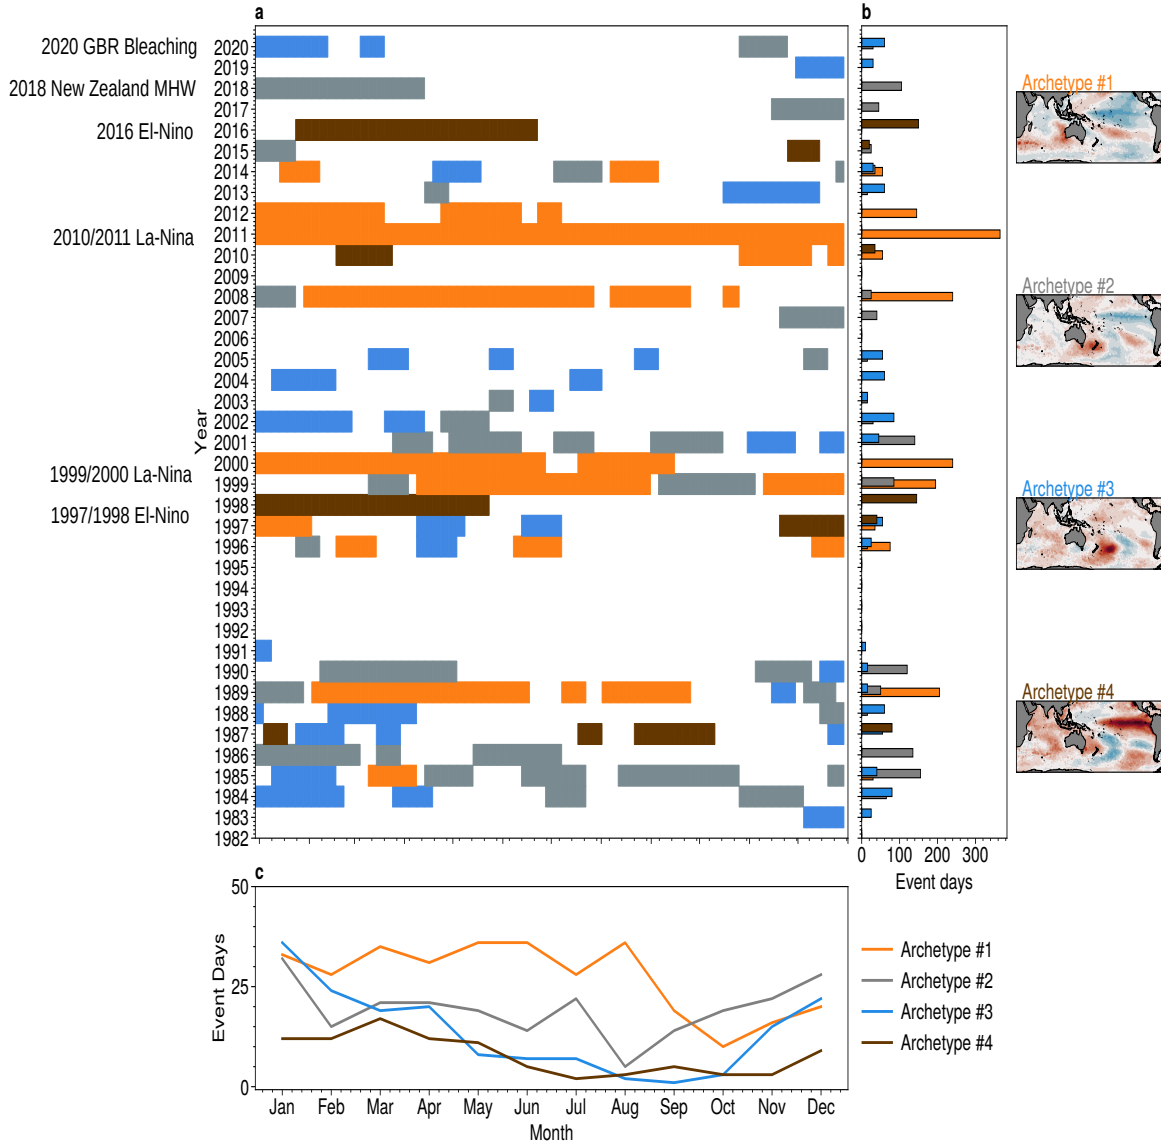 a
b
2020 GBR Bleaching
2018 New Zealand MHW
2016 El-Nino
2010/2011 La-Nina
1999/2000 La-Nina
1997/1998 El-Nino
Year
2020
2019
2018
2017
2016
2015
2014
2013
2012
2011
2010
2009
2008
2007
2006
2005
2004
2003
2002
2001
2000
1999
1998
1997
1996
1995
1994
1993
1992
1991
1990
1989
1988
1987
1986
1985
1984
1983
1982
0 100 200 300
Event days
Archetype #1
Archetype #2
Archetype #3
Archetype #4
c
Event Days
50
25
0
Jan Feb Mar Apr May Jun Jul Aug Sep Oct Nov Dec
Month
Archetype #1
Archetype #2
Archetype #3
Archetype #4